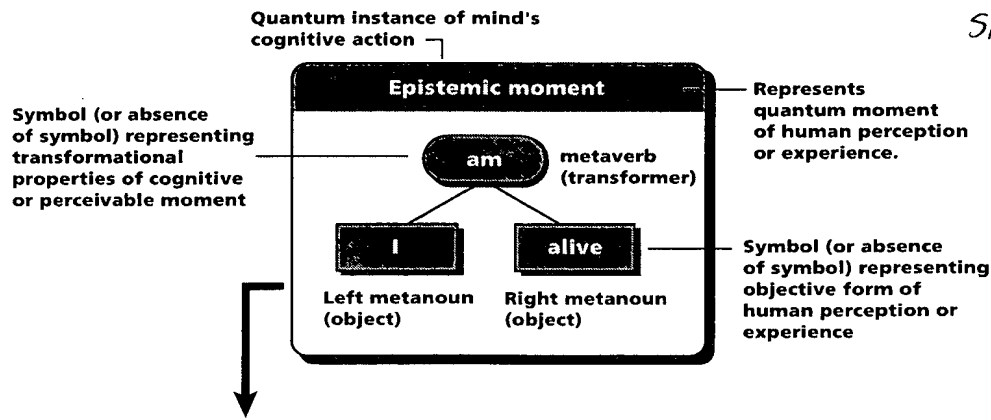 Quantum instance of mind's
cognitive action
Epistemic moment
Represents
quantum moment
of human perception
or experience.
Symbol (or absence
of symbol) representing
transformational
properties of cognitive
or perceivable moment
am
metaverb
(transformer)
I
alive
Left metanoun
(object)
Right metanoun
(object)
Symbol (or absence
of symbol) representing
objective form of
human perception or
experience